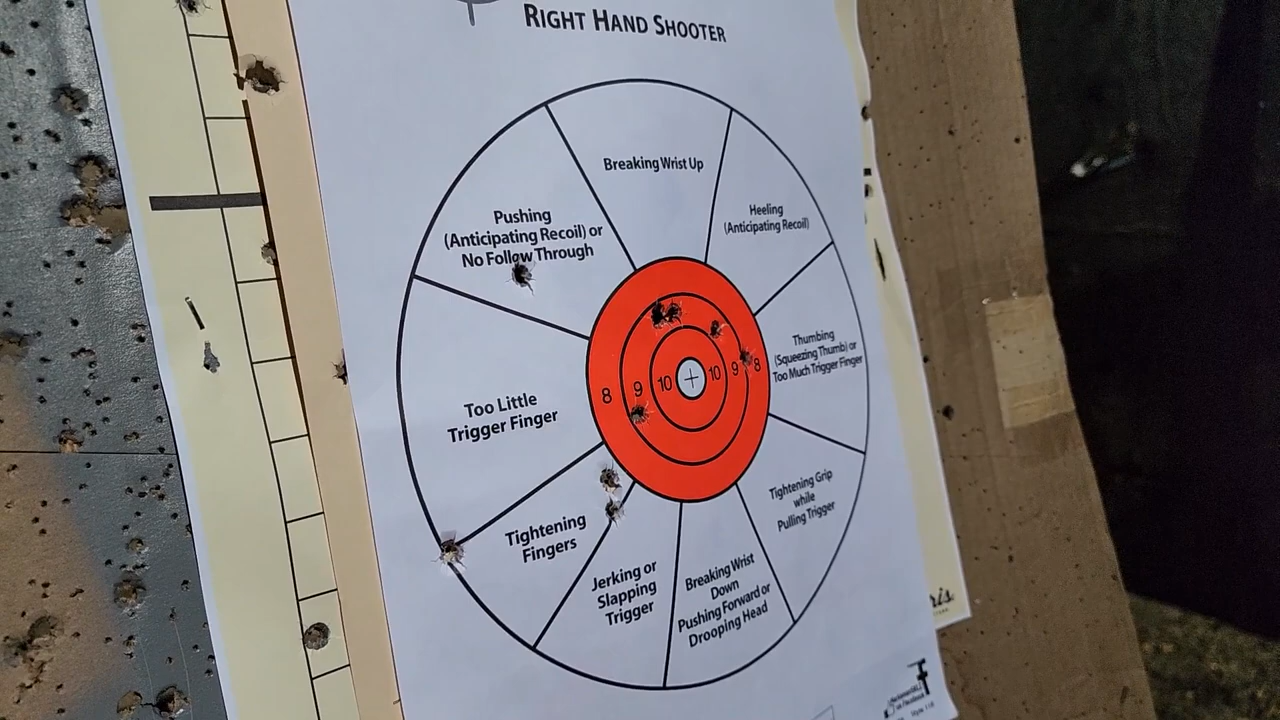 RIGHT HAND SHOOTER
Breaking Wrist Up
Heeling
(Anticipating Recoil)
Pushing
(Anticipating Recoil) or
No Follow Through
Thumbing
(Squeezing Thumb) or
Too Much Trigger Finger
8 9 10 10 9 8
Too Little
Trigger Finger
Tightening Grip
while
Pulling Trigger
Tightening
Fingers
Jerking or
Slapping
Trigger
Breaking Wrist
Down
Pushing Forward or
Drooping Head